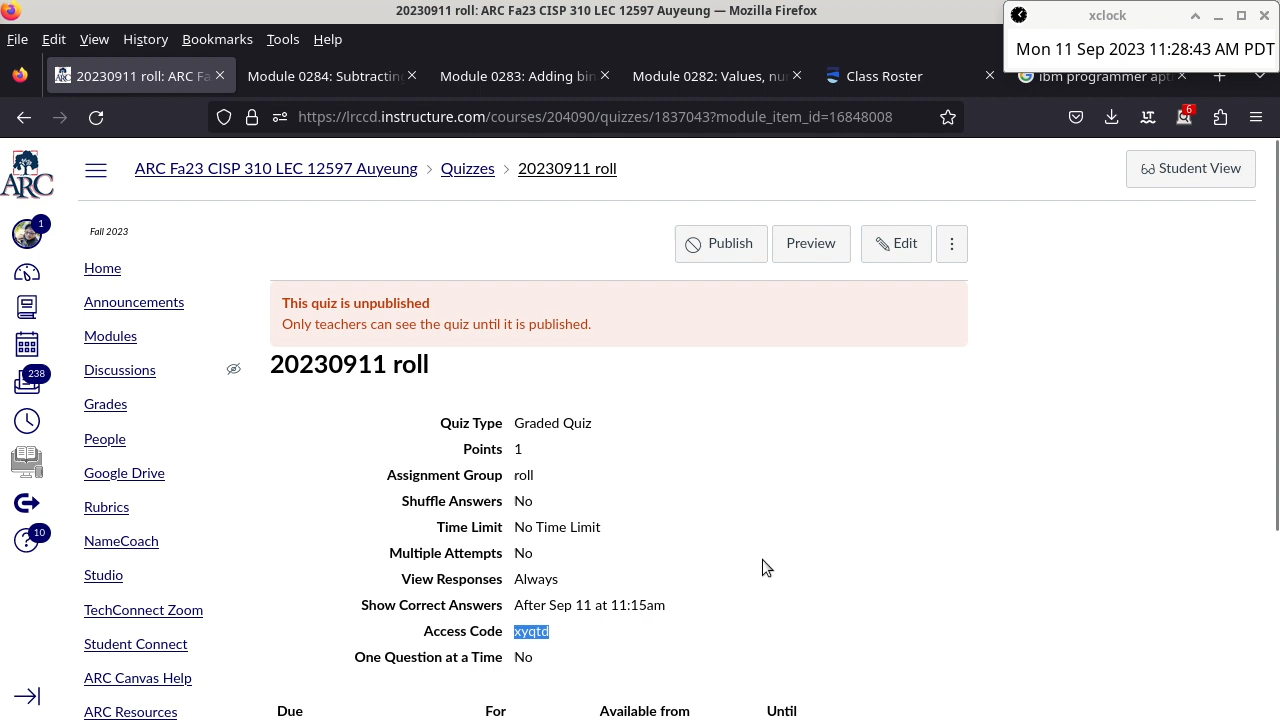 20230911 roll: ARC Fa23 CISP 310 LEC 12597 Auyeung — Mozilla Firefox
xclock
File Edit View History Bookmarks Tools Help
Mon 11 Sep 2023 11:28:43 AM PDT
20230911 roll: ARC Fa
Module 0284: Subtractin
Module 0283: Adding bin
Module 0282: Values, nu
Class Roster
ibm programmer apt
https://lrccd.instructure.com/courses/204090/quizzes/1837043?module_item_id=16848008
6
ARC
ARC Fa23 CISP 310 LEC 12597 Auyeung > Quizzes > 20230911 roll
Student View
1
Fall 2023
Publish
Preview
Edit
Home
Announcements
Modules
Discussions
Grades
People
Google Drive
Rubrics
NameCoach
Studio
TechConnect Zoom
Student Connect
ARC Canvas Help
ARC Resources
238
10
This quiz is unpublished
Only teachers can see the quiz until it is published.
20230911 roll
Quiz Type Graded Quiz
Points 1
Assignment Group roll
Shuffle Answers No
Time Limit No Time Limit
Multiple Attempts No
View Responses Always
Show Correct Answers After Sep 11 at 11:15am
Access Code xyqtd
One Question at a Time No
Due For Available from Until